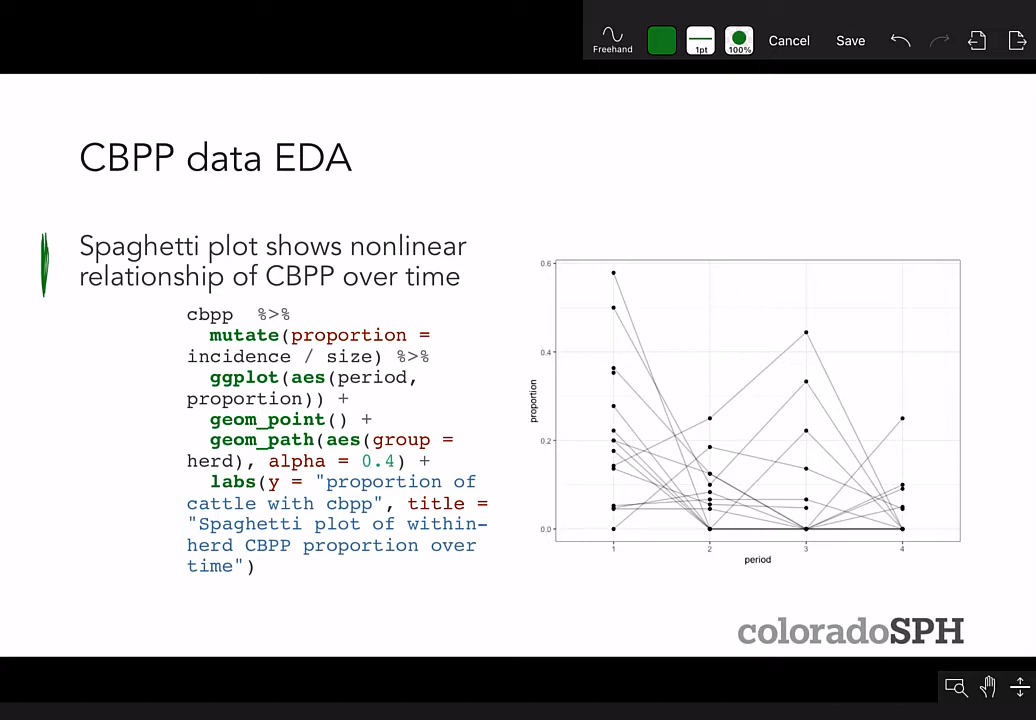 Freehand
1pt
100%
Cancel
Save
CBPP data EDA
Spaghetti plot shows nonlinear
relationship of CBPP over time
cbpp  %>%
mutate(proportion =
incidence / size) %>%
ggplot(aes(period,
proportion)) +
geom_point() +
geom_path(aes(group =
herd), alpha = 0.4) +
labs(y = "proportion of
cattle with cbpp", title =
"Spaghetti plot of within-
herd CBPP proportion over
time")
0.6
0.4
0.2
0.0
proportion
1 2 3 4
period
coloradoSPH